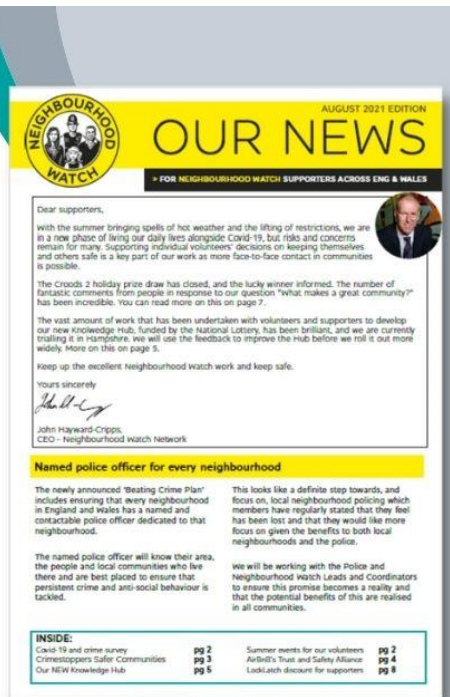 NEIGHBOURHOOD
WATCH
AUGUST 2021 EDITION
OUR NEWS
> FOR NEIGHBOURHOOD WATCH SUPPORTERS ACROSS ENG & WALES
Dear supporters,
With the summer bringing spells of hot weather and the lifting of restrictions, we are
in a new phase of living our daily lives alongside Covid-19, but risks and concerns
remain for many. Supporting individual volunteers' decisions on keeping themselves
and others safe is a key part of our work as more face-to-face contact in communities
is possible.
The Croods 2 holiday prize draw has closed, and the lucky winner informed. The number of
fantastic comments from people in response to our question "What makes a great community?"
has been incredible. You can read more on this on page 7.
The vast amount of work that has been undertaken with volunteers and supporters to develop
our new Knolwedge Hub, funded by the National Lottery, has been brilliant, and we are currently
trialling it in Hampshire. We will use the feedback to improve the Hub before we roll it out more
widely. More on this on page 5.
Keep up the excellent Neighbourhood Watch work and keep safe.
Yours sincerely
John Hayward-Cripps,
CEO - Neighbourhood Watch Network
Named police officer for every neighbourhood
The newly announced 'Beating Crime Plan'
includes ensuring that every neighbourhood
in England and Wales has a named and
contactable police officer dedicated to that
neighbourhood.
The named police officer will know their area,
the people and local communities who live
there and are best placed to ensure that
persistent crime and anti-social behaviour is
tackled.
This looks like a definite step towards, and
focus on, local neighbourhood policing which
members have regularly stated that they feel
has been lost and that they would like more
focus on given the benefits to both local
neighbourhoods and the police.
We will be working with the Police and
Neighbourhood Watch Leads and Coordinators
to ensure this promise becomes a reality and
that the potential benefits of this are realised
in all communities.
INSIDE:
Covid-19 and crime survey pg 2
Crimestoppers Safer Communities pg 3
Our NEW Knowledge Hub pg 5
Summer events for our volunteers pg 2
AirBnB's Trust and Safety Alliance pg 4
LockLatch discount for supporters pg 8